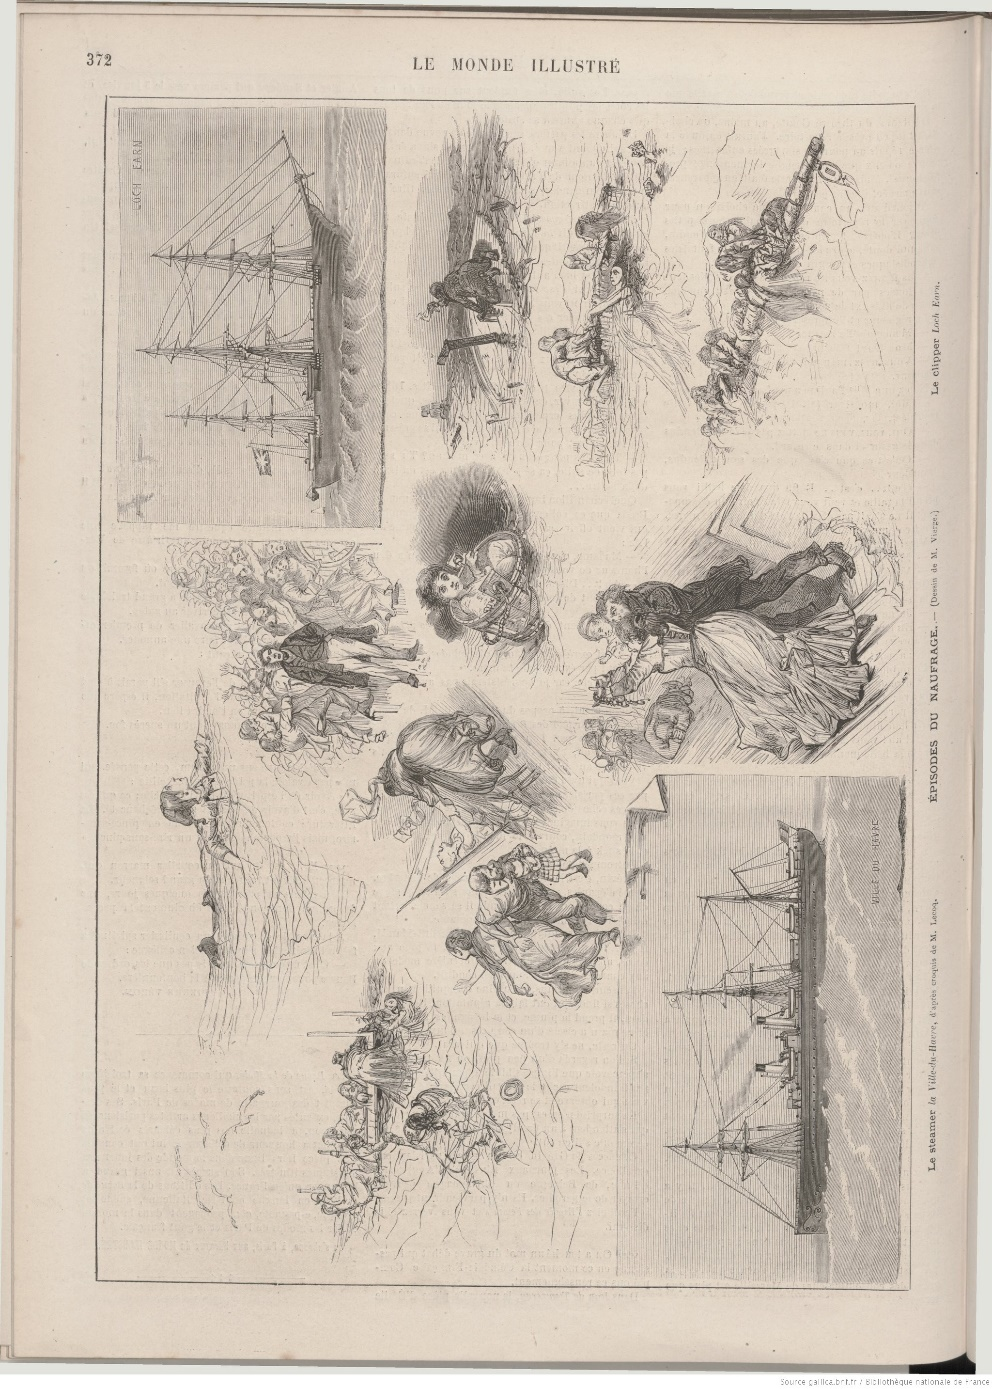 372
LE MONDE ILLUSTRÉ
LOCH EARN
VILLE DU HAVRE
Le steamer la Ville-du-Havre, d'après croquis de M. Lecoq.
ÉPISODES DU NAUFRAGE. — (Dessin de M. Vierge.)
Le clipper Loch Earn.
Source gallica.bnf.fr / Bibliothèque nationale de France